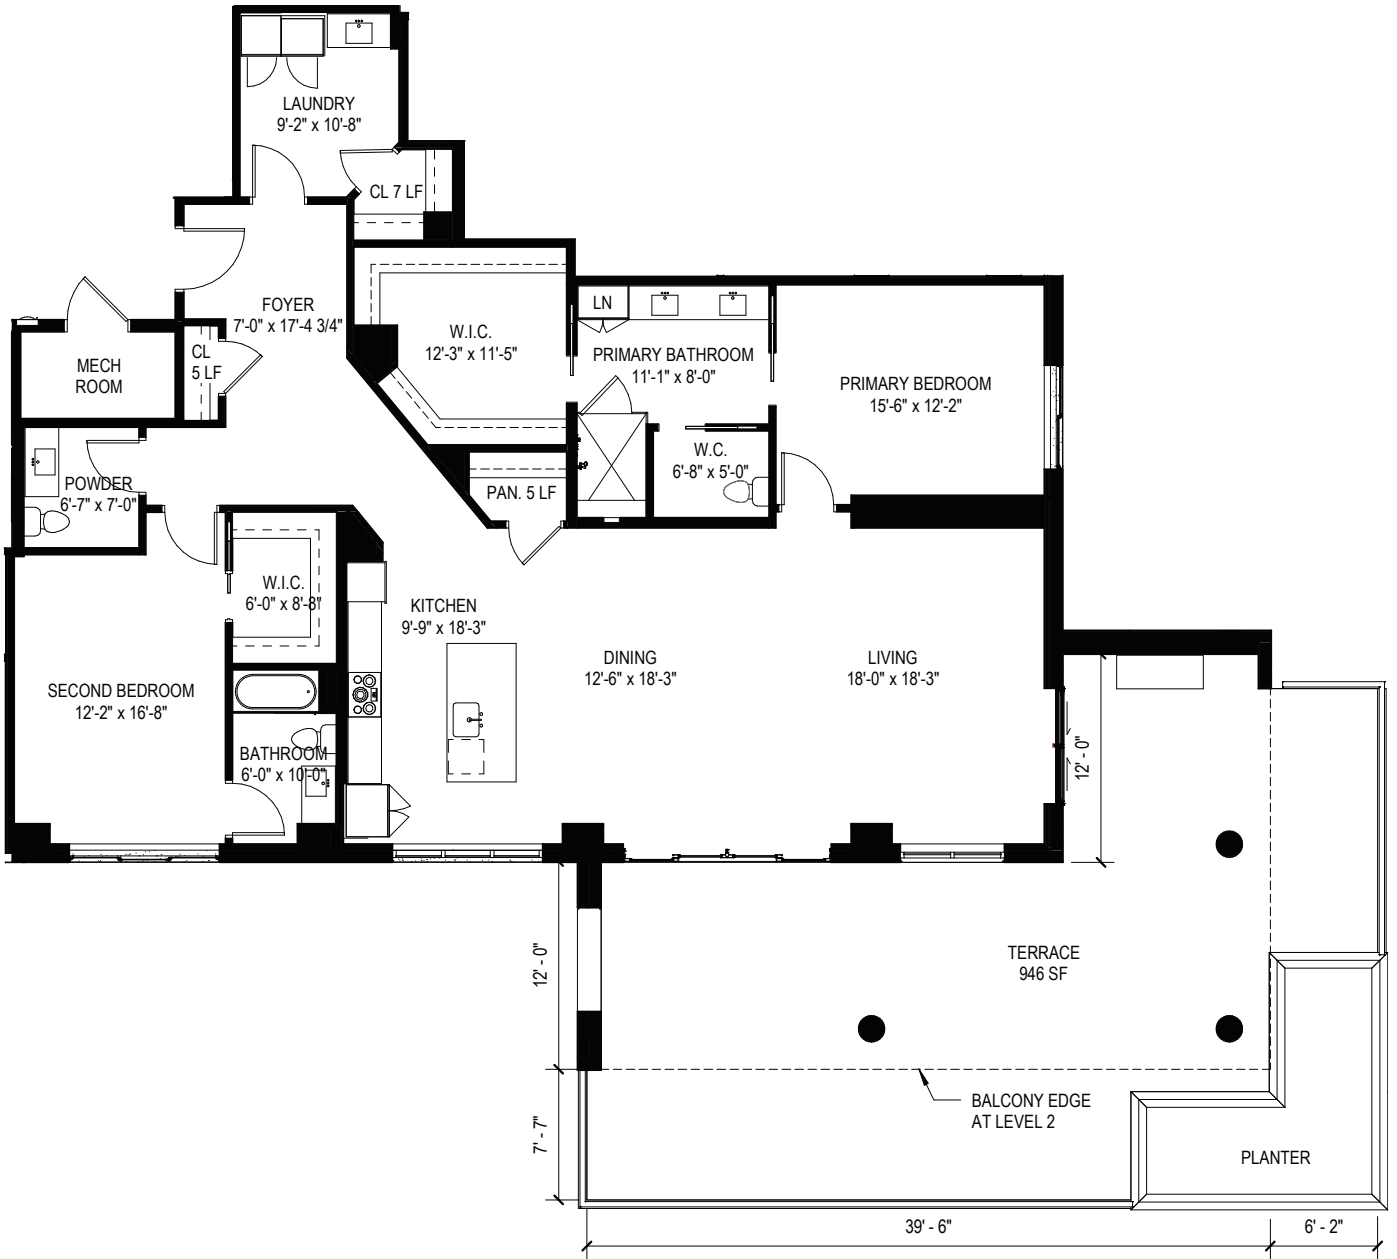 LAUNDRY
9'-2" x 10'-8"
CL 7 LF
FOYER
7'-0" x 17'-4 3/4"
LN
W.I.C.
12'-3" x 11'-5"
PRIMARY BATHROOM
11'-1" x 8'-0"
MECH
ROOM
CL
5 LF
PRIMARY BEDROOM
15'-6" x 12'-2"
W.C.
6'-8" x 5'-0"
POWDER
6'-7" x 7'-0"
PAN. 5 LF
W.I.C.
6'-0" x 8'-8"
KITCHEN
9'-9" x 18'-3"
DINING
12'-6" x 18'-3"
LIVING
18'-0" x 18'-3"
SECOND BEDROOM
12'-2" x 16'-8"
BATHROOM
6'-0" x 10'-0"
12' - 0"
TERRACE
946 SF
12' - 0"
BALCONY EDGE
AT LEVEL 2
7' - 7"
PLANTER
39' - 6"
6' - 2"